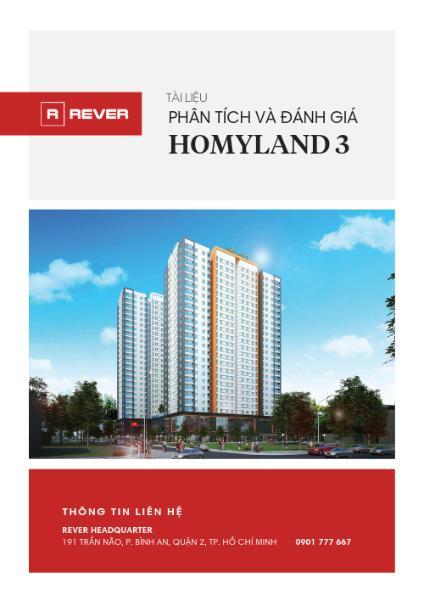 R REVER
TÀI LIỆU
PHÂN TÍCH VÀ ĐÁNH GIÁ
HOMYLAND 3
THÔNG TIN LIÊN HỆ
REVER HEADQUARTER
191 TRẦN NÃO, P. BÌNH AN, QUẬN 2, TP. HỒ CHÍ MINH 0901 777 667